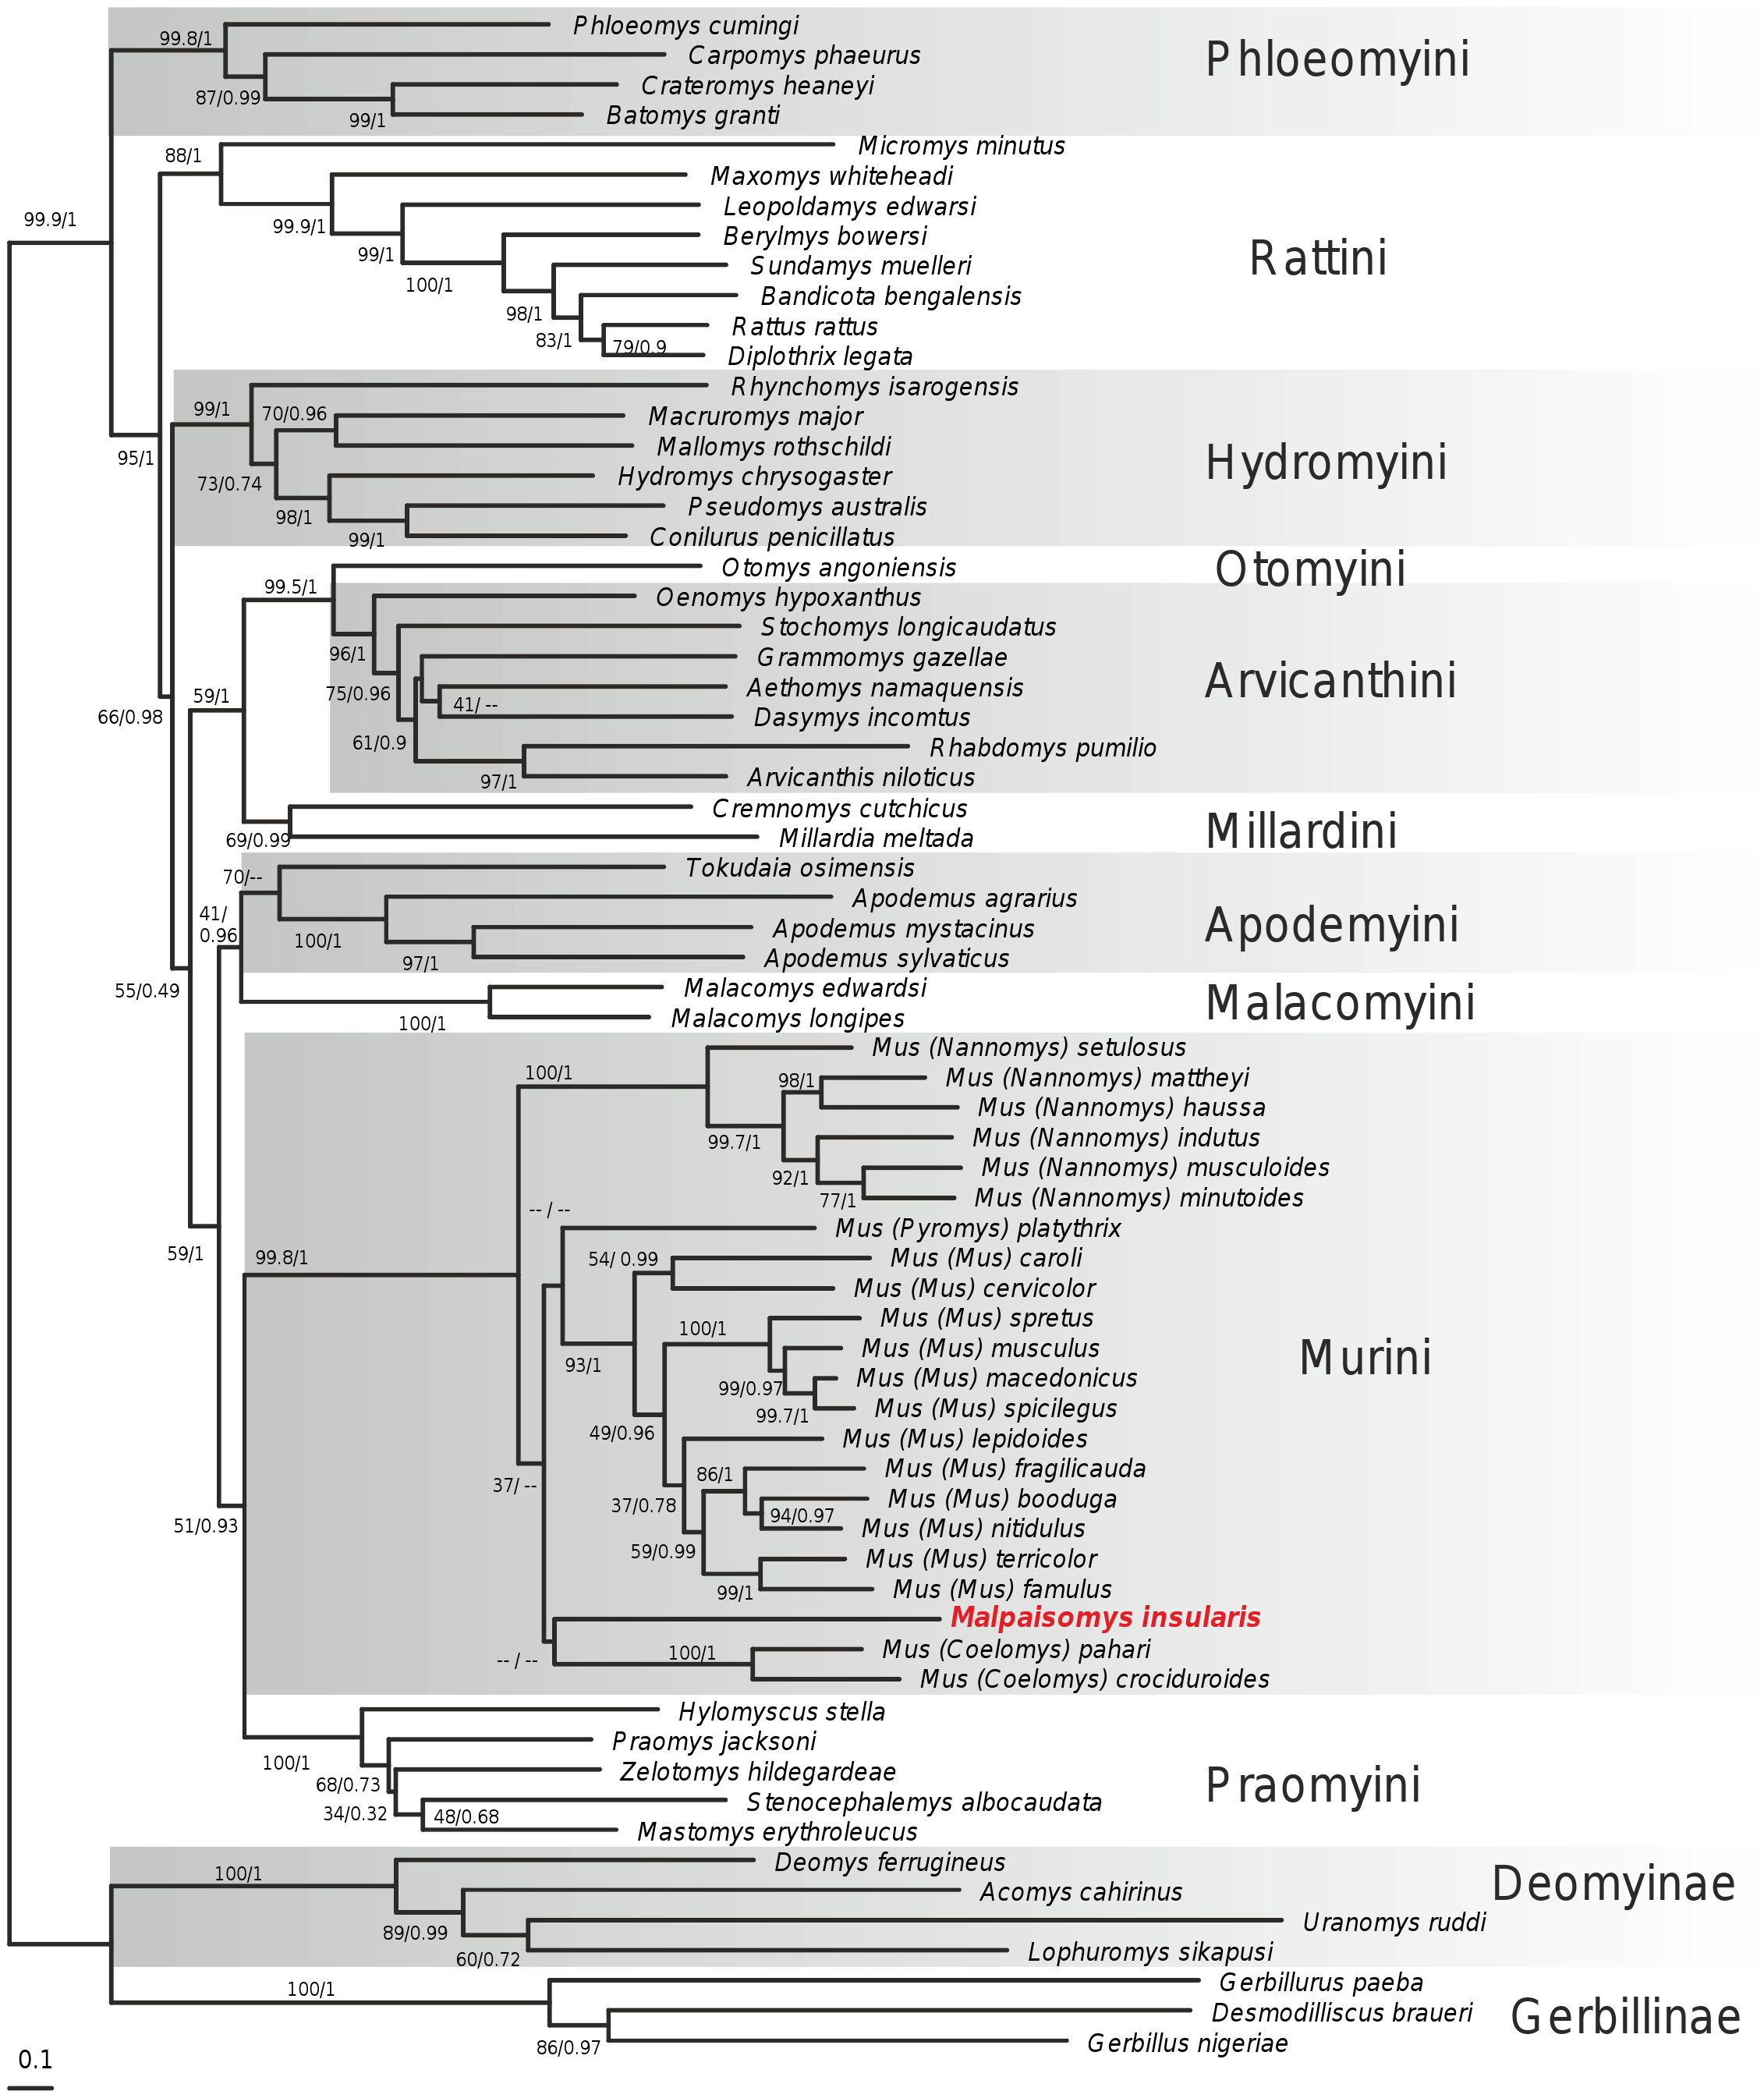 Phloeomys cumingi
99.8/1
Phloeomyini
Carpomys phaeurus
Crateromys heaneyi
87/0.99
Batomys granti
99/1
Micromys minutus
88/1
Maxomys whiteheadi
Leopoldamys edwarsi
99.9/1
99.9/1
Berylmys bowersi
99/1
Rattini
Sundamys muelleri
100/1
Bandicota bengalensis
98/1
Rattus rattus
83/1
79/0.9
Diplothrix legata
Rhynchomys isarogensis
99/1
70/0.96
Macruromys major
Mallomys rothschildi
95/1
Hydromyini
Hydromys chrysogaster
73/0.74
Pseudomys australis
98/1
Conilurus penicillatus
99/1
Otomys angoniensis
Otomyini
99.5/1
Oenomys hypoxanthus
Stochomys longicaudatus
96/1
Grammomys gazellae
Arvicanthini
Aethomys namaquensis
75/0.96
59/1
41/ --
Dasymys incomtus
66/0.98
61/0.9
Rhabdomys pumilio
Arvicanthis niloticus
97/1
Cremnomys cutchicus
Millardini
69/0.99
Millardia meltada
Tokudaia osimensis
70/--
Apodemus agrarius
41/
0.96
Apodemyini
Apodemus mystacinus
100/1
Apodemus sylvaticus
97/1
Malacomys edwardsi
55/0.49
Malacomyini
Malacomys longipes
100/1
Mus (Nannomys) setulosus
100/1
Mus (Nannomys) mattheyi
98/1
Mus (Nannomys) haussa
Mus (Nannomys) indutus
99.7/1
Mus (Nannomys) musculoides
92/1
Mus (Nannomys) minutoides
77/1
-- / --
Mus (Pyromys) platythrix
59/1
99.8/1
54/ 0.99
Mus (Mus) caroli
Mus (Mus) cervicolor
Mus (Mus) spretus
100/1
Mus (Mus) musculus
Murini
93/1
Mus (Mus) macedonicus
99/0.97
Mus (Mus) spicilegus
99.7/1
49/0.96
Mus (Mus) lepidoides
Mus (Mus) fragilicauda
86/1
37/ --
Mus (Mus) booduga
37/0.78
94/0.97
51/0.93
Mus (Mus) nitidulus
59/0.99
Mus (Mus) terricolor
Mus (Mus) famulus
99/1
Malpaisomys insularis
Mus (Coelomys) pahari
-- / --
100/1
Mus (Coelomys) crociduroides
Hylomyscus stella
Praomys jacksoni
100/1
Zelotomys hildegardeae
68/0.73
Praomyini
Stenocephalemys albocaudata
34/0.32
48/0.68
Mastomys erythroleucus
Deomys ferrugineus
100/1
Deomyinae
Acomys cahirinus
Uranomys ruddi
89/0.99
Lophuromys sikapusi
60/0.72
Gerbillurus paeba
100/1
Desmodilliscus braueri
Gerbillinae
Gerbillus nigeriae
86/0.97
0.1